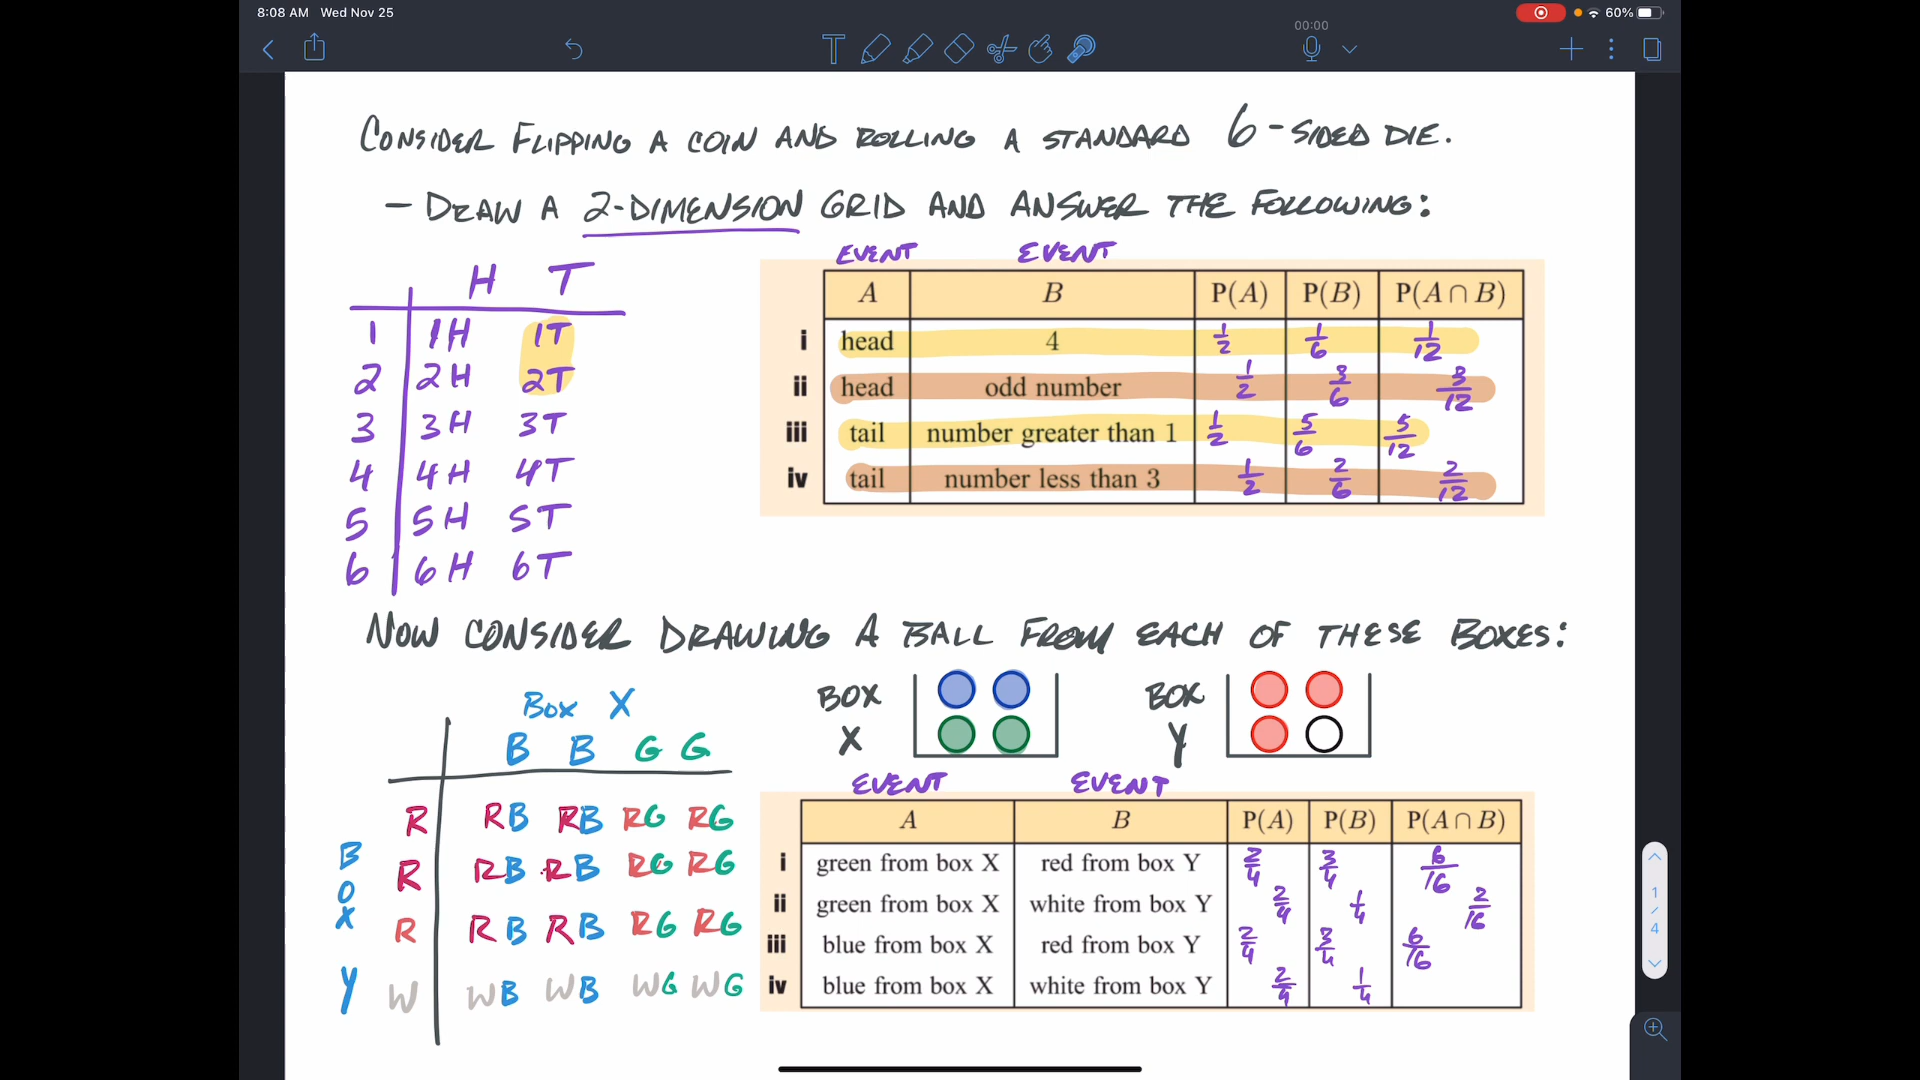 8:08 AM Wed Nov 25
60%
00:00
CONSIDER FLIPPING A COIN AND ROLLING A STANDARD 6-SIDED DIE.
- DRAW A 2-DIMENSION GRID AND ANSWER THE FOLLOWING:
EVENT EVENT
H T
1 1H 1T
2 2H 2T
3 3H 3T
4 4H 4T
5 5H 5T
6 6H 6T
A B P(A) P(B) P(A ∩ B)
i head 4 1/2 1/6 1/12
ii head odd number 1/2 3/6 3/12
iii tail number greater than 1 1/2 5/6 5/12
iv tail number less than 3 1/2 2/6 2/12
NOW CONSIDER DRAWING A BALL FROM EACH OF THESE BOXES:
BOX X
BOX Y
Box X
B B G G
BOX Y
R RB RB RG RG
R RB RB RG RG
R RB RB RG RG
W WB WB WG WG
EVENT EVENT
A B P(A) P(B) P(A ∩ B)
i green from box X red from box Y 2/4 3/4 6/16
ii green from box X white from box Y 2/4 1/4 2/16
iii blue from box X red from box Y 2/4 3/4 6/16
iv blue from box X white from box Y 2/4 1/4
1/4